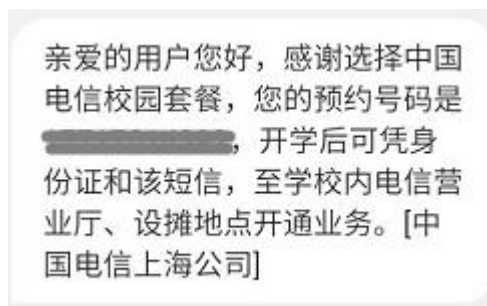 亲爱的用户您好，感谢选择中国
电信校园套餐，您的预约号码是
，开学后可凭身
份证和该短信，至学校内电信营
业厅、设摊地点开通业务。[中
国电信上海公司]